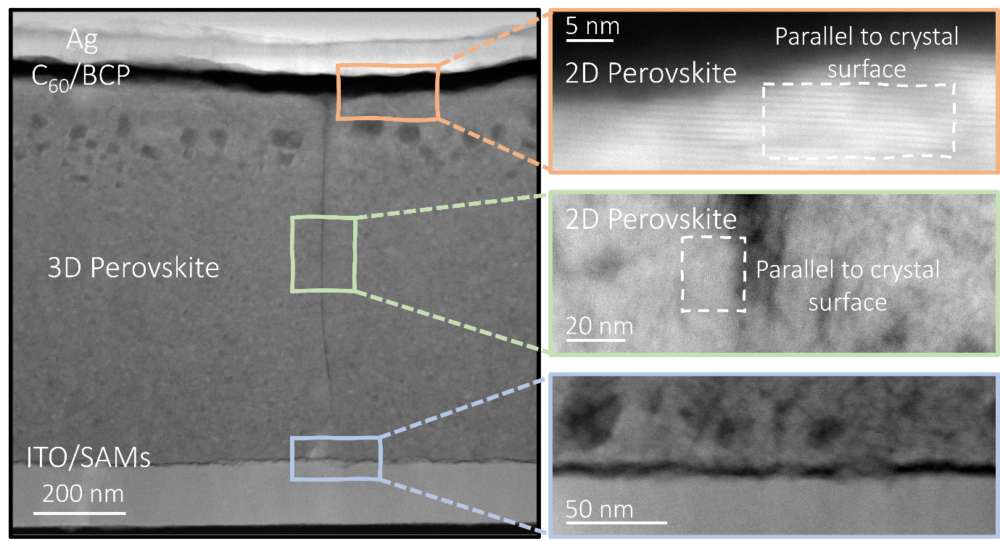 Ag
C₆₀/BCP
3D Perovskite
ITO/SAMs
200 nm
5 nm
Parallel to crystal
surface
2D Perovskite
2D Perovskite
Parallel to crystal
surface
20 nm
50 nm